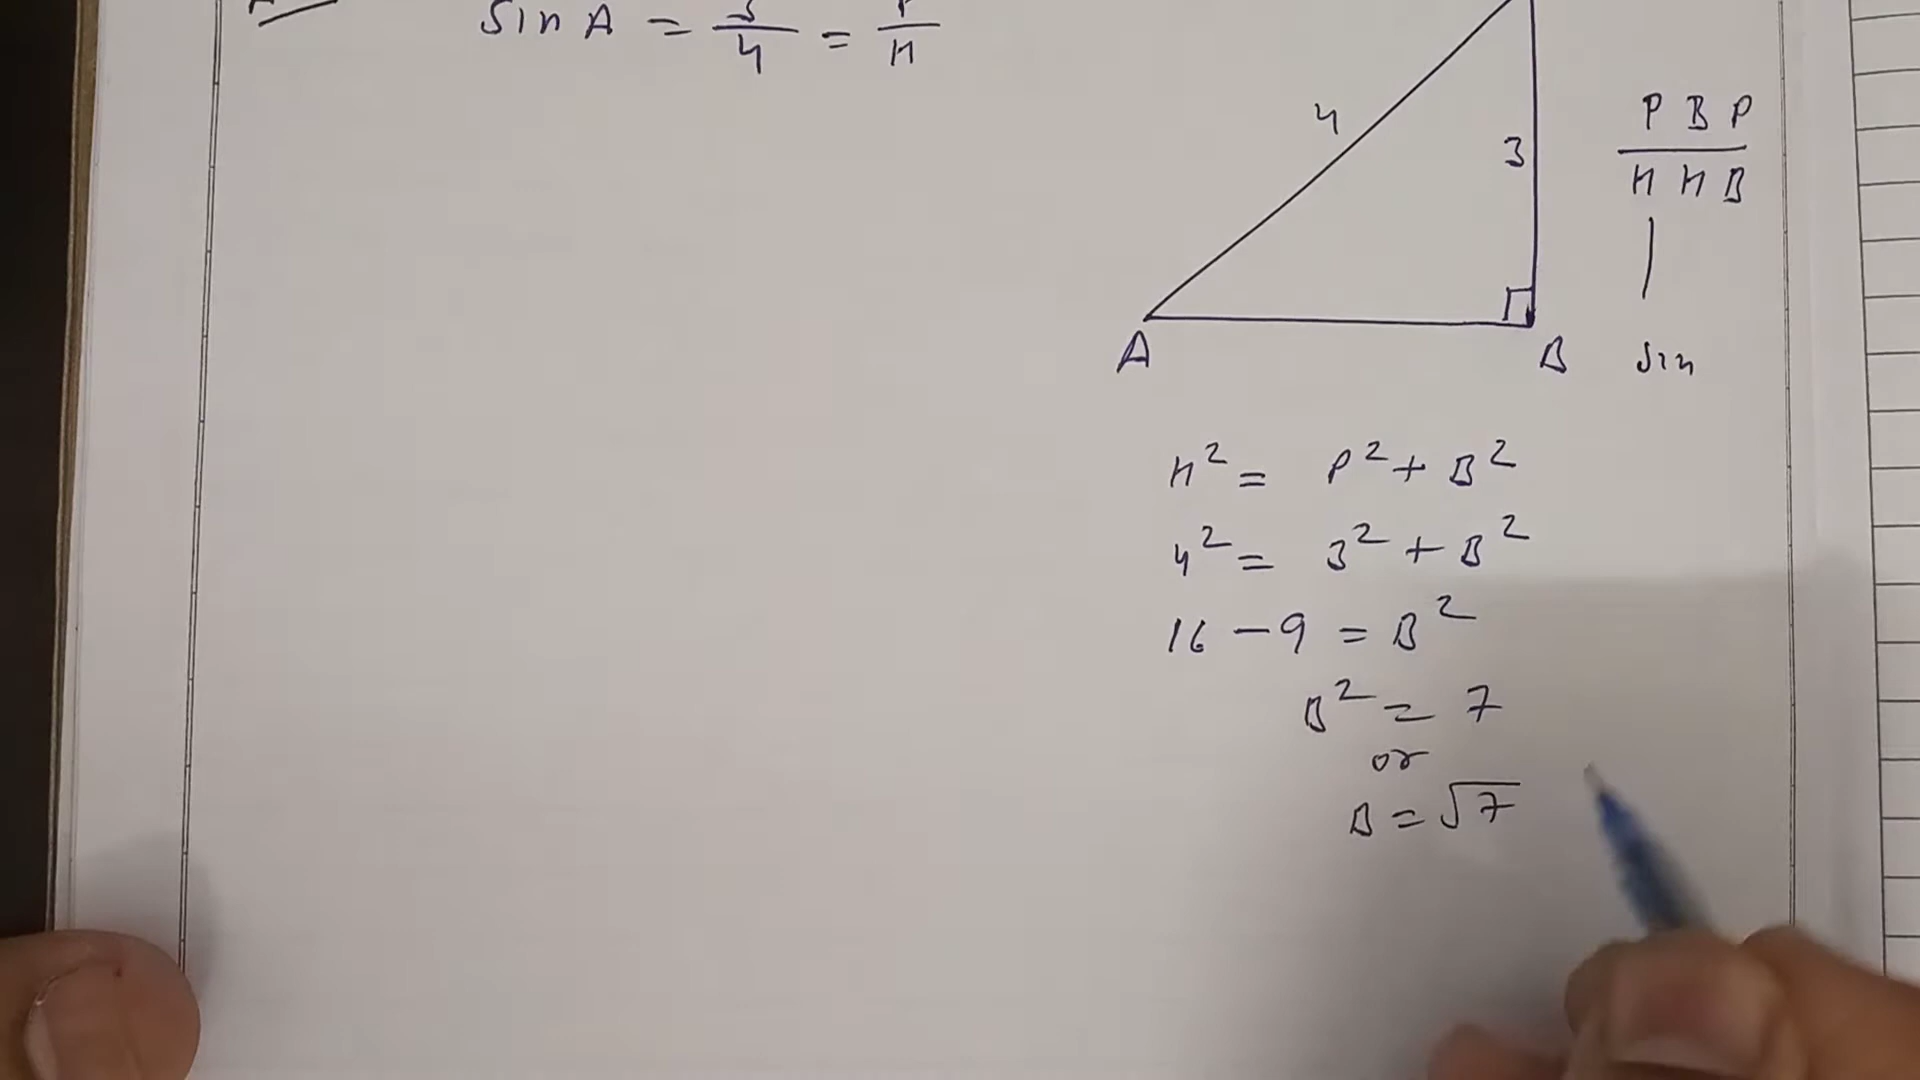 sin A = 3/4 = P/H
4
3
P B P
H H B
A
B
sin
H² = P² + B²
4² = 3² + B²
16 - 9 = B²
B² = 7
or
B = √7